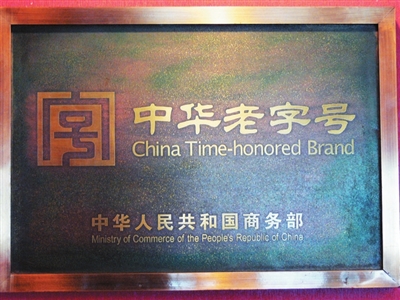 中华老字号
China Time-honored Brand
中华人民共和国商务部
Ministry of Commerce of the People's Republic of China